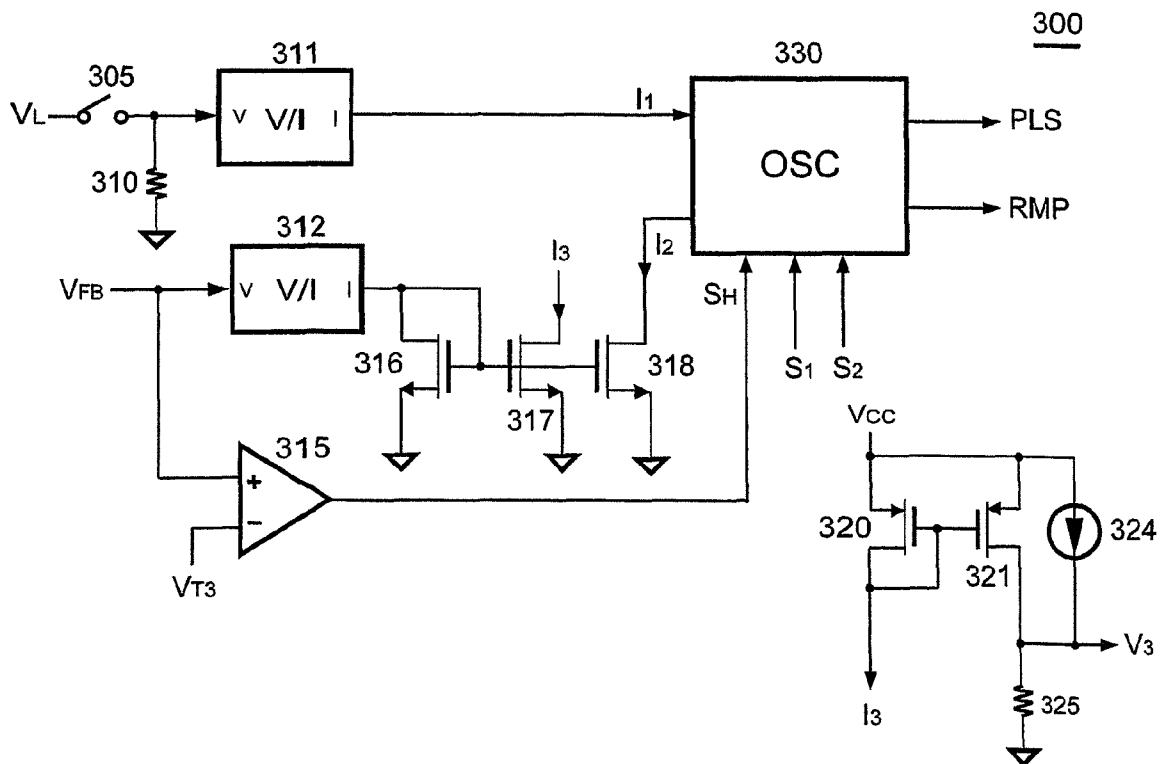 300
311
330
305
VL
V V/I I
I1
OSC
PLS
310
RMP
312
I2
I3
VFB
V V/I I
SH
316
317
318
S1
S2
315
VCC
+
−
VT3
320
321
324
V3
325
I3